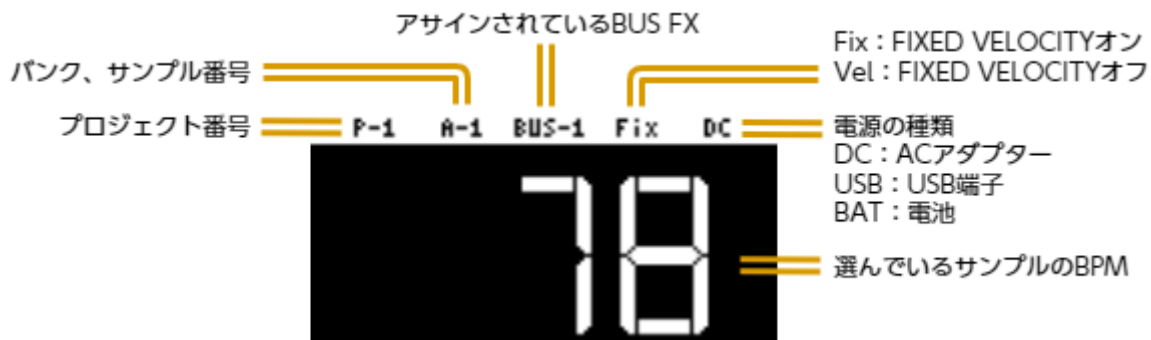 アサインされているBUS FX
Fix：FIXED VELOCITYオン
Vel：FIXED VELOCITYオフ
バンク、サンプル番号
プロジェクト番号
P-1 A-1 BUS-1 Fix DC
電源の種類
DC：ACアダプター
USB：USB端子
BAT：電池
78
選んでいるサンプルのBPM